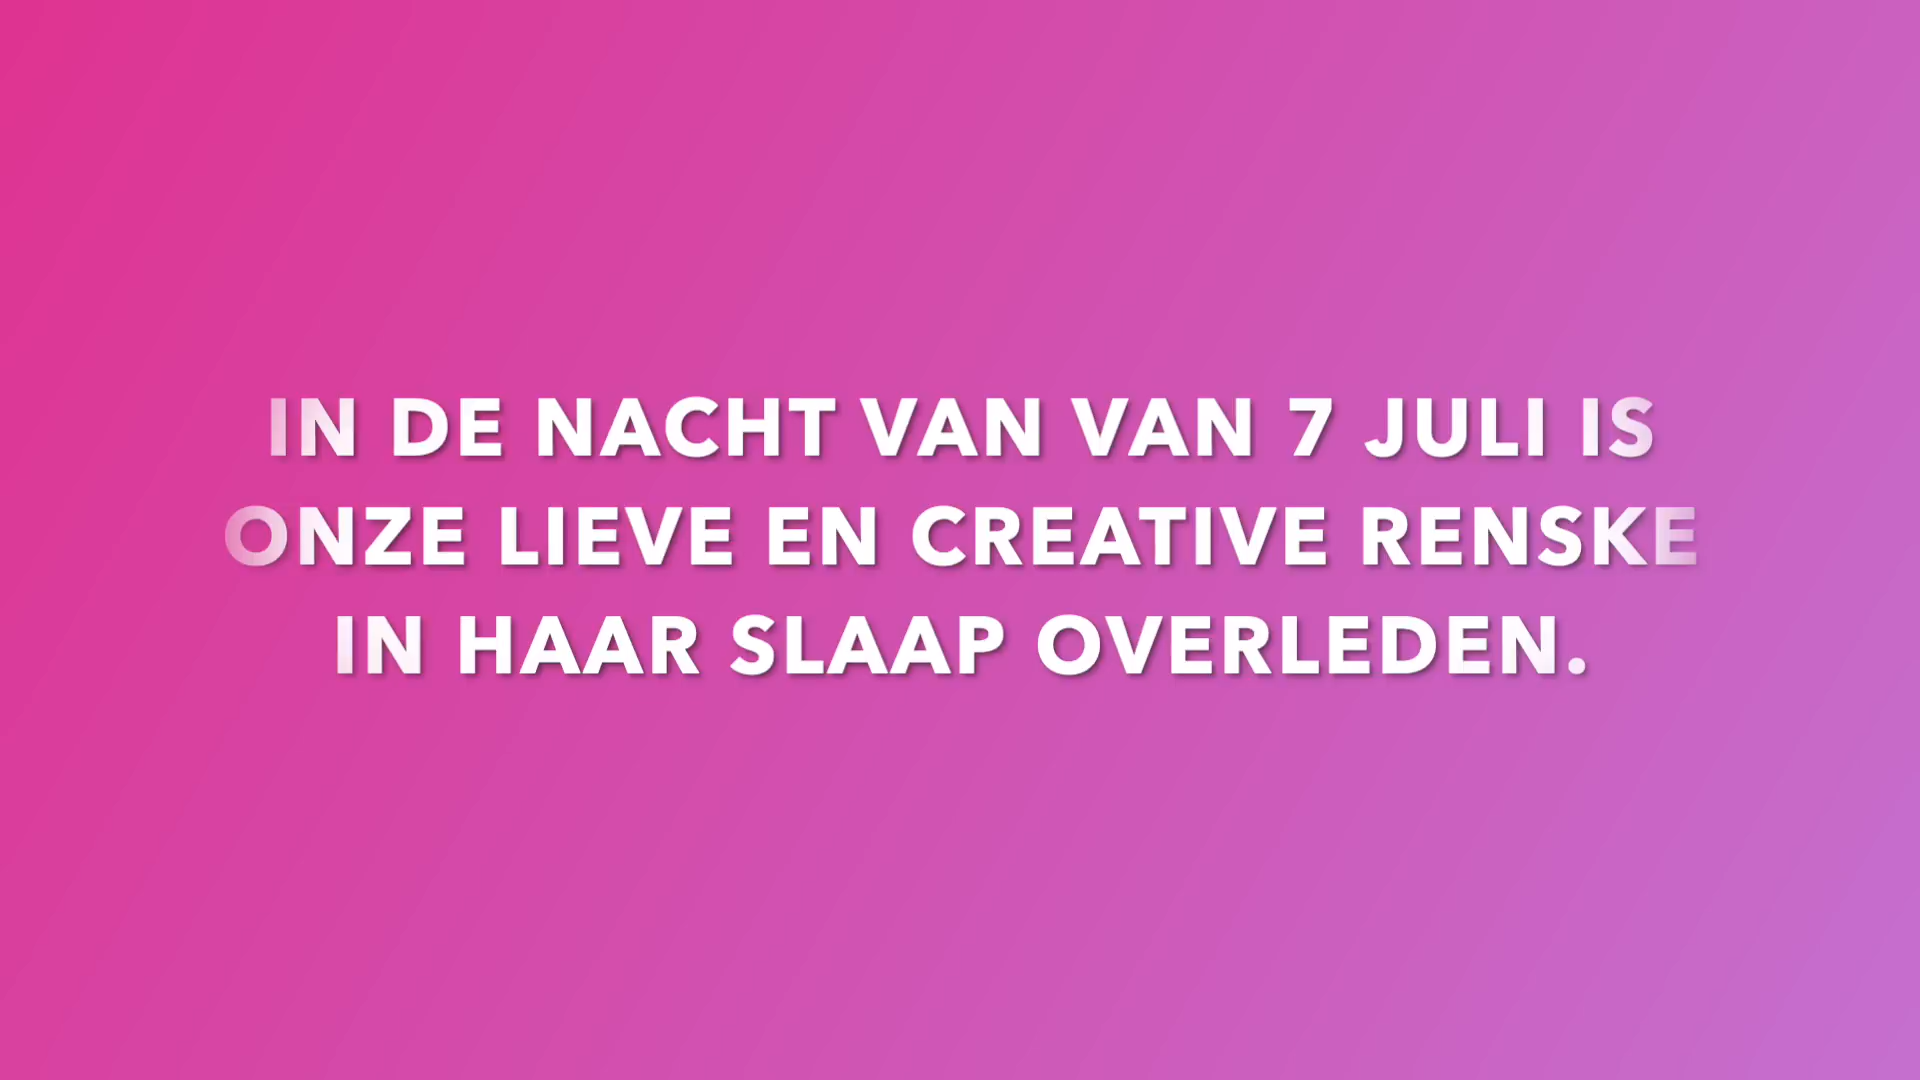 IN DE NACHT VAN VAN 7 JULI IS
ONZE LIEVE EN CREATIVE RENSKE
IN HAAR SLAAP OVERLEDEN.